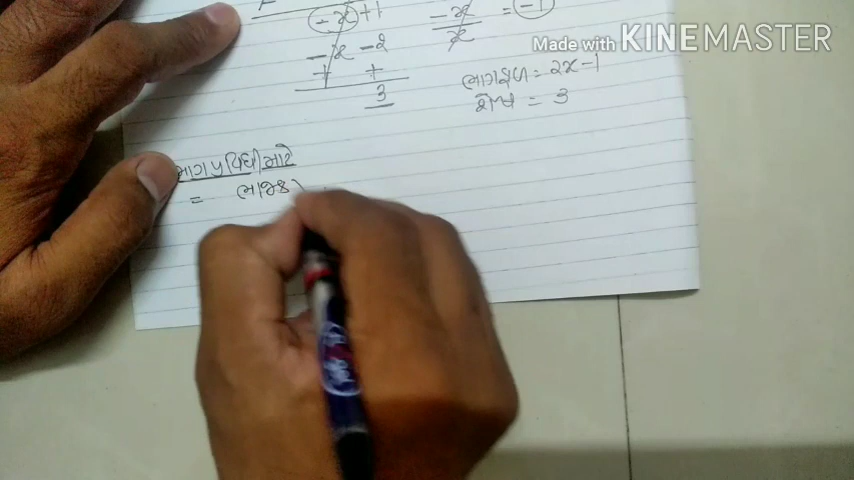 -x +1
-x
x
= -1
Made with KINEMASTER
-x -2
+ +
3
ભાગફળ = 2x-1
શેષ = 3
ભાગ પ્રવિધી માટે
= ભાજક